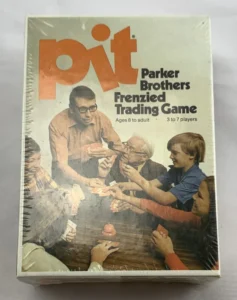 pit
Parker
Brothers
Frenzied
Trading Game
Ages 8 to adult 3 to 7 players